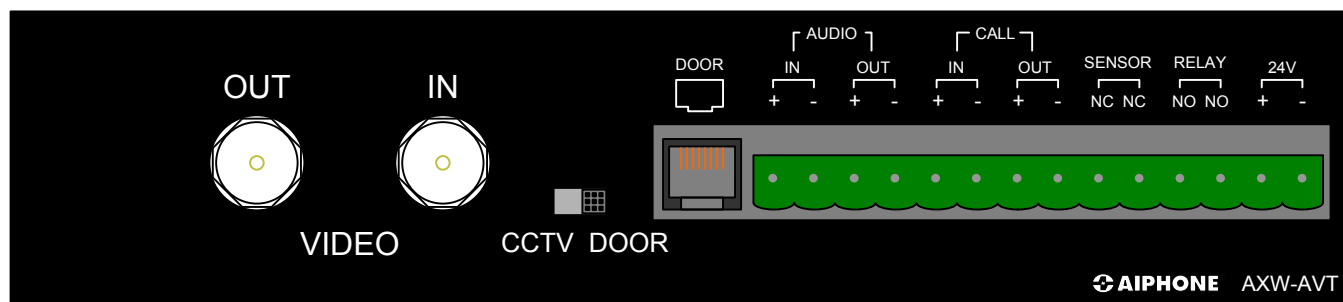 AUDIO CALL
DOOR IN OUT IN OUT SENSOR RELAY 24V
OUT IN
+ - + - + - + - NC NC NO NO + -
VIDEO CCTV DOOR
AIPHONE AXW-AVT